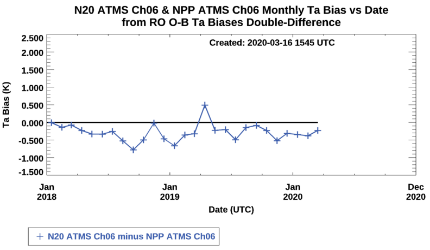 N20 ATMS Ch06 & NPP ATMS Ch06 Monthly Ta Bias vs Date
from RO O-B Ta Biases Double-Difference
Created: 2020-03-16 1545 UTC
2.500
2.000
1.500
1.000
0.500
0.000
-0.500
-1.000
-1.500
Ta Bias (K)
Jan
2018
Jan
2019
Jan
2020
Dec
2020
Date (UTC)
N20 ATMS Ch06 minus NPP ATMS Ch06